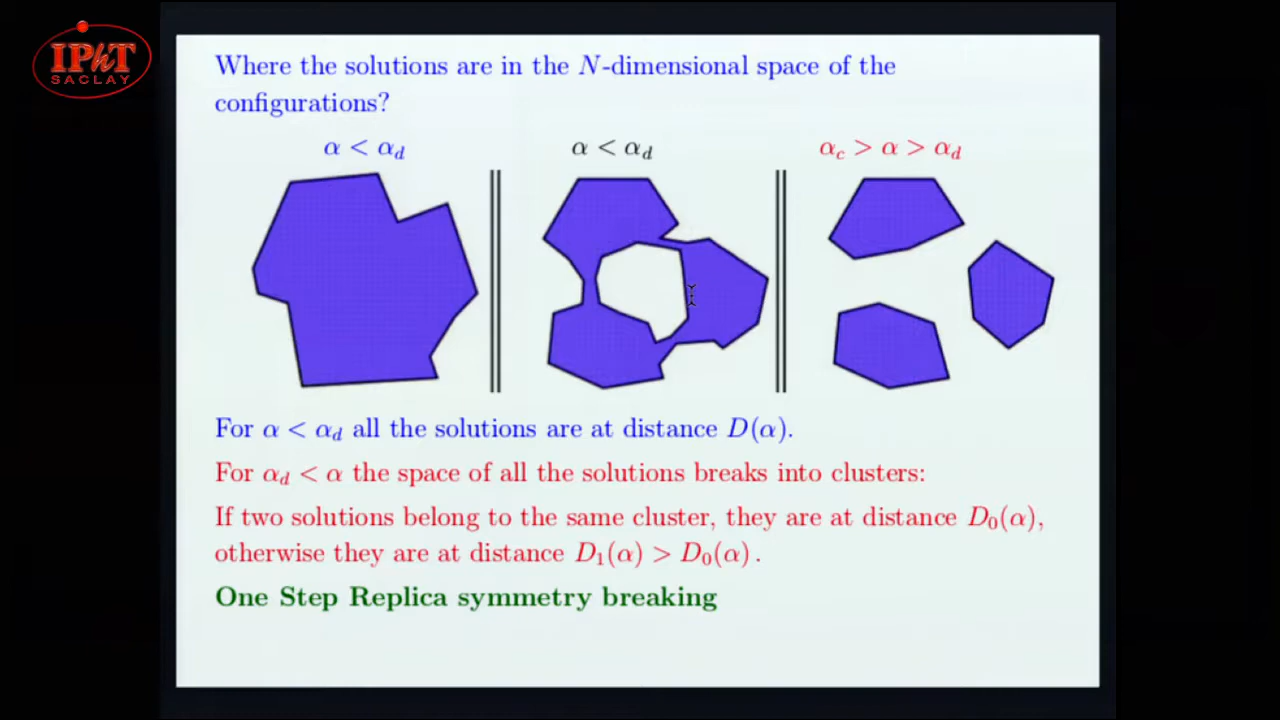 IPhT
SACLAY
Where the solutions are in the N-dimensional space of the
configurations?
α < α_d
α < α_d
α_c > α > α_d
For α < α_d all the solutions are at distance D(α).
For α_d < α the space of all the solutions breaks into clusters:
If two solutions belong to the same cluster, they are at distance D₀(α),
otherwise they are at distance D₁(α) > D₀(α).
One Step Replica symmetry breaking